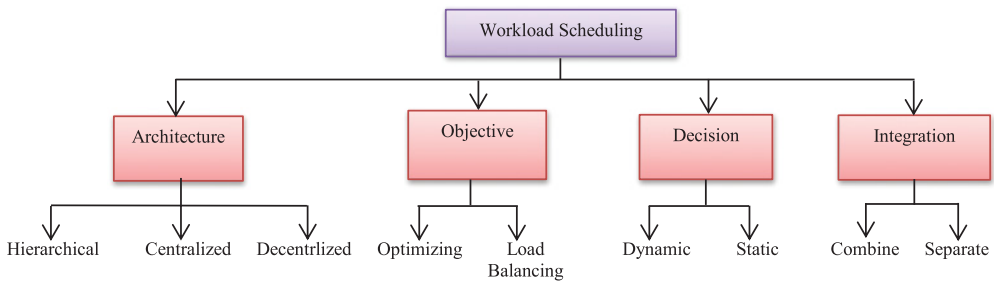 Workload Scheduling
Architecture
Objective
Decision
Integration
Hierarchical
Centralized
Decentrlized
Optimizing
Load
Balancing
Dynamic
Static
Combine
Separate